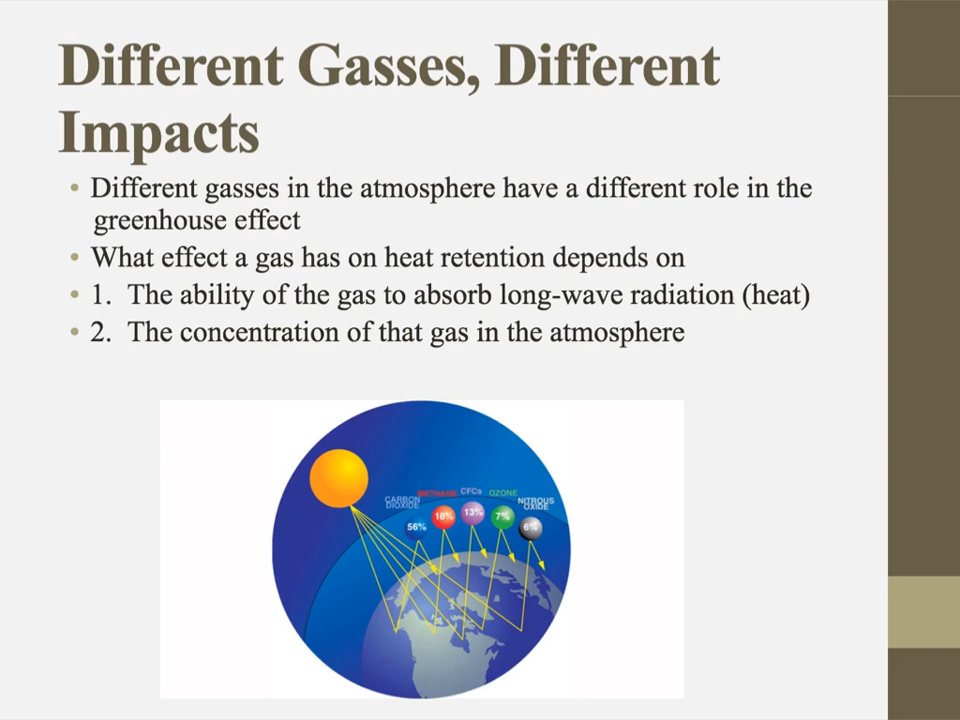 Different Gasses, Different
Impacts
• Different gasses in the atmosphere have a different role in the
greenhouse effect
• What effect a gas has on heat retention depends on
• 1. The ability of the gas to absorb long-wave radiation (heat)
• 2. The concentration of that gas in the atmosphere
CARBON
DIOXIDE
METHANE
CFCs
OZONE
NITROUS
OXIDE
56%
18%
13%
7%
6%